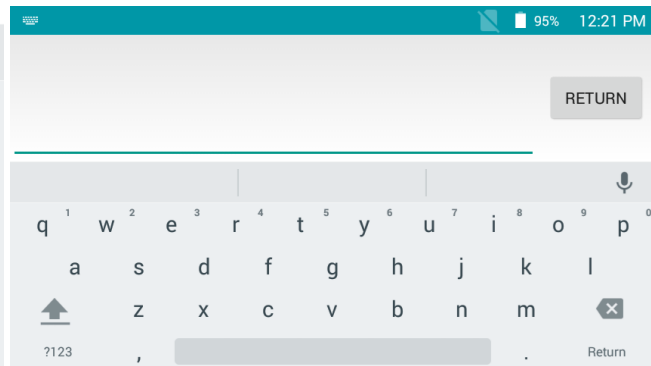 95% 12:21 PM
RETURN
q 1 w 2 e 3 r 4 t 5 y 6 u 7 i 8 o 9 p 0
a s d f g h j k l
z x c v b n m
?123 , . Return